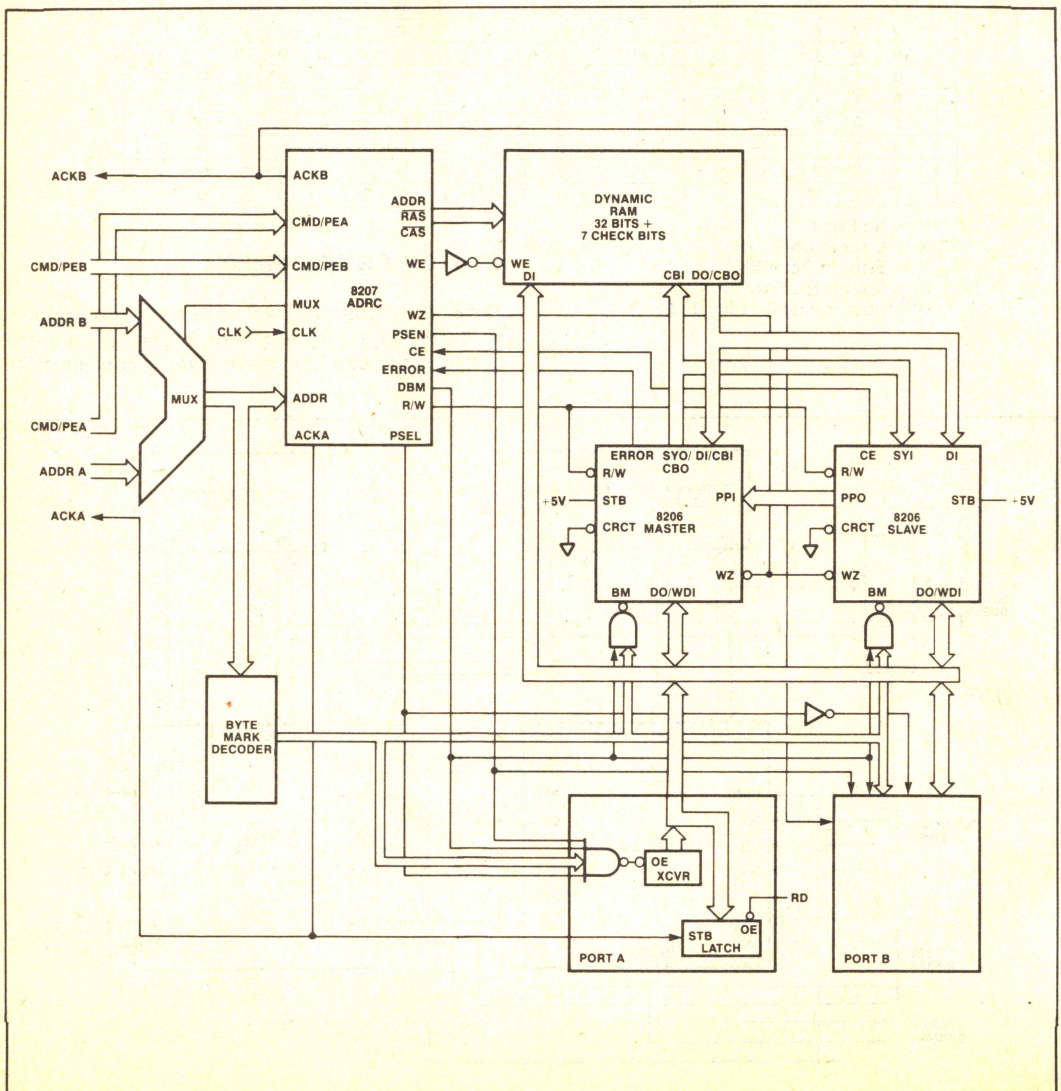 ACKB
CMD/PEB
ADDR B
CMD/PEA
ADDR A
ACKA
MUX
CLK
ACKB
CMD/PEA
CMD/PEB
MUX
CLK
ADDR
ACKA
PSEL
8207
ADRC
ADDR
RAS
CAS
WE
WZ
PSEN
CE
ERROR
DBM
R/W
DYNAMIC
RAM
32 BITS +
7 CHECK BITS
WE
DI
CBI
DO/CBO
ERROR
SYO/
CBO
DI/CBI
R/W
+5V
STB
CRCT
8206
MASTER
PPI
WZ
BM
DO/WDI
CE
SYI
DI
R/W
PPO
STB
+5V
8206
SLAVE
CRCT
WZ
BM
DO/WDI
BYTE
MARK
DECODER
OE
XCVR
RD
STB
OE
LATCH
PORT A
PORT B